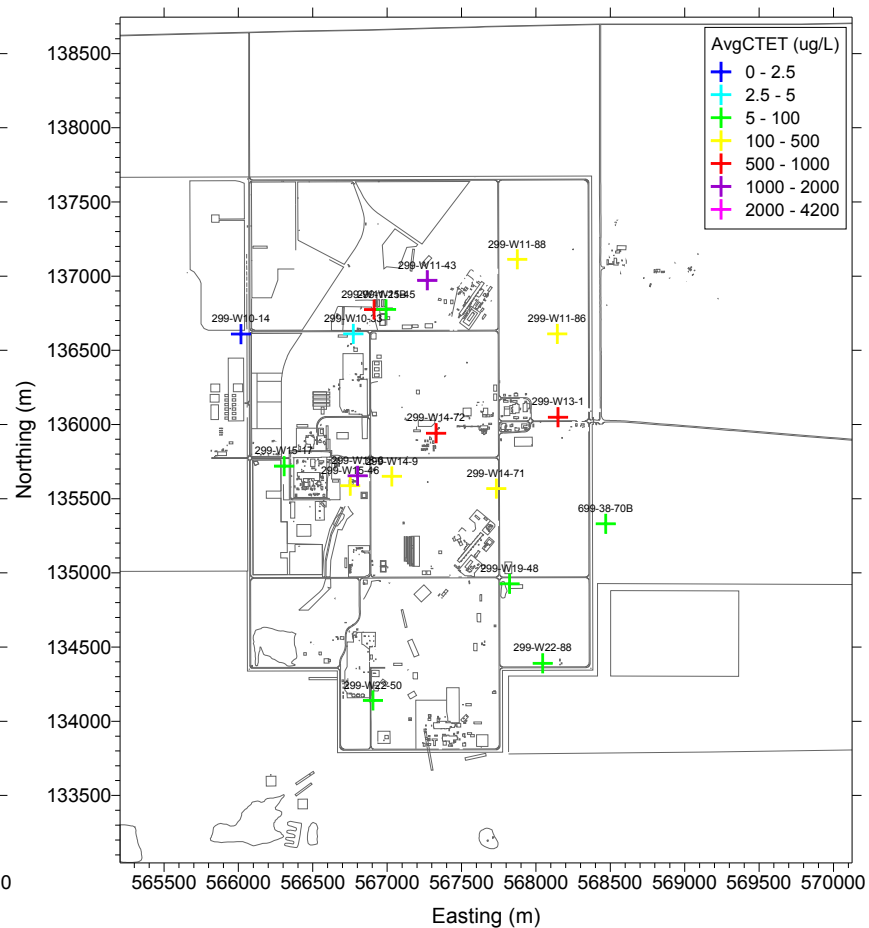 AvgCTET (ug/L)
0 - 2.5
2.5 - 5
5 - 100
100 - 500
500 - 1000
1000 - 2000
2000 - 4200
138500
138000
137500
137000
136500
136000
135500
135000
134500
134000
133500
Northing (m)
299-W11-88
299-W11-43
299-W10-14
299-W10-33
299-W11-86
299-W13-1
299-W14-72
299-W15-17
299-W15-46
299-W14-71
699-38-70B
299-W19-48
299-W22-88
299-W22-50
0
565500 566000 566500 567000 567500 568000 568500 569000 569500 570000
Easting (m)